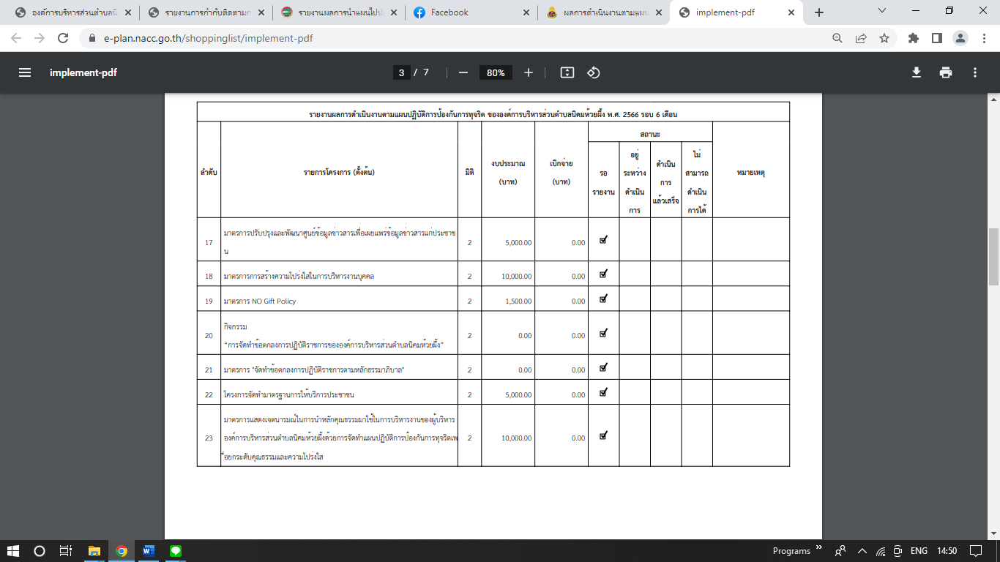 องค์การบริหารส่วนตำบลนิ
รายงานการกำกับติดตามก
รายงานผลการนำแผนไปป
Facebook
ผลการดำเนินงานตามแผน
implement-pdf
e-plan.nacc.go.th/shoppinglist/implement-pdf
implement-pdf
3 / 7
80%
รายงานผลการดำเนินงานตามแผนปฏิบัติการป้องกันการทุจริต ขององค์การบริหารส่วนตำบลนิคมห้วยผึ้ง พ.ศ. 2566 รอบ 6 เดือน
ลำดับ
รายการโครงการ (ตั้งต้น)
มิติ
งบประมาณ
(บาท)
เบิกจ่าย
(บาท)
สถานะ
รอ
รายงาน
อยู่
ระหว่าง
ดำเนิน
การ
ดำเนิน
การ
แล้วเสร็จ
ไม่
สามารถ
ดำเนิน
การได้
หมายเหตุ
17 มาตรการปรับปรุงและพัฒนาศูนย์ข้อมูลข่าวสารเพื่อเผยแพร่ข้อมูลข่าวสารแก่ประชาช
น 2 5,000.00 0.00
18 มาตรการการสร้างความโปร่งใสในการบริหารงานบุคคล 2 10,000.00 0.00
19 มาตรการ NO Gift Policy 2 1,500.00 0.00
20 กิจกรรม
“การจัดทำข้อตกลงการปฏิบัติราชการขององค์การบริหารส่วนตำบลนิคมห้วยผึ้ง” 2 0.00 0.00
21 มาตรการ "จัดทำข้อตกลงการปฏิบัติราชการตามหลักธรรมาภิบาล" 2 0.00 0.00
22 โครงการจัดทำมาตรฐานการให้บริการประชาชน 2 5,000.00 0.00
23 มาตรการแสดงเจตนารมณ์ในการนำหลักคุณธรรมมาใช้ในการบริหารงานของผู้บริหาร
องค์การบริหารส่วนตำบลนิคมห้วยผึ้งด้วยการจัดทำแผนปฏิบัติการป้องกันการทุจริตเพ 2 10,000.00 0.00
ื่อยกระดับคุณธรรมและความโปร่งใส
Programs
ENG
14:50